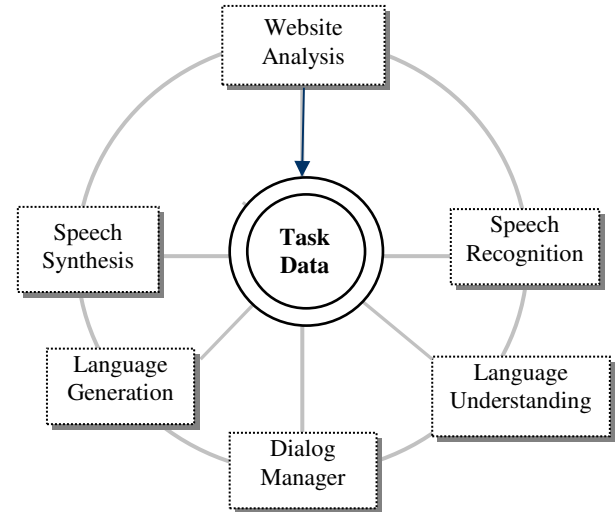 Website
Analysis
Speech
Synthesis
Task
Data
Speech
Recognition
Language
Generation
Language
Understanding
Dialog
Manager